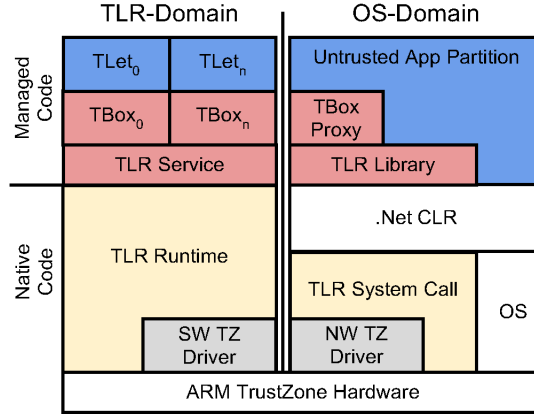 TLR-Domain
OS-Domain
Managed
Code
TLet0
TLetn
Untrusted App Partition
TBox0
TBoxn
TBox
Proxy
TLR Service
TLR Library
Native
Code
TLR Runtime
.Net CLR
TLR System Call
OS
SW TZ
Driver
NW TZ
Driver
ARM TrustZone Hardware